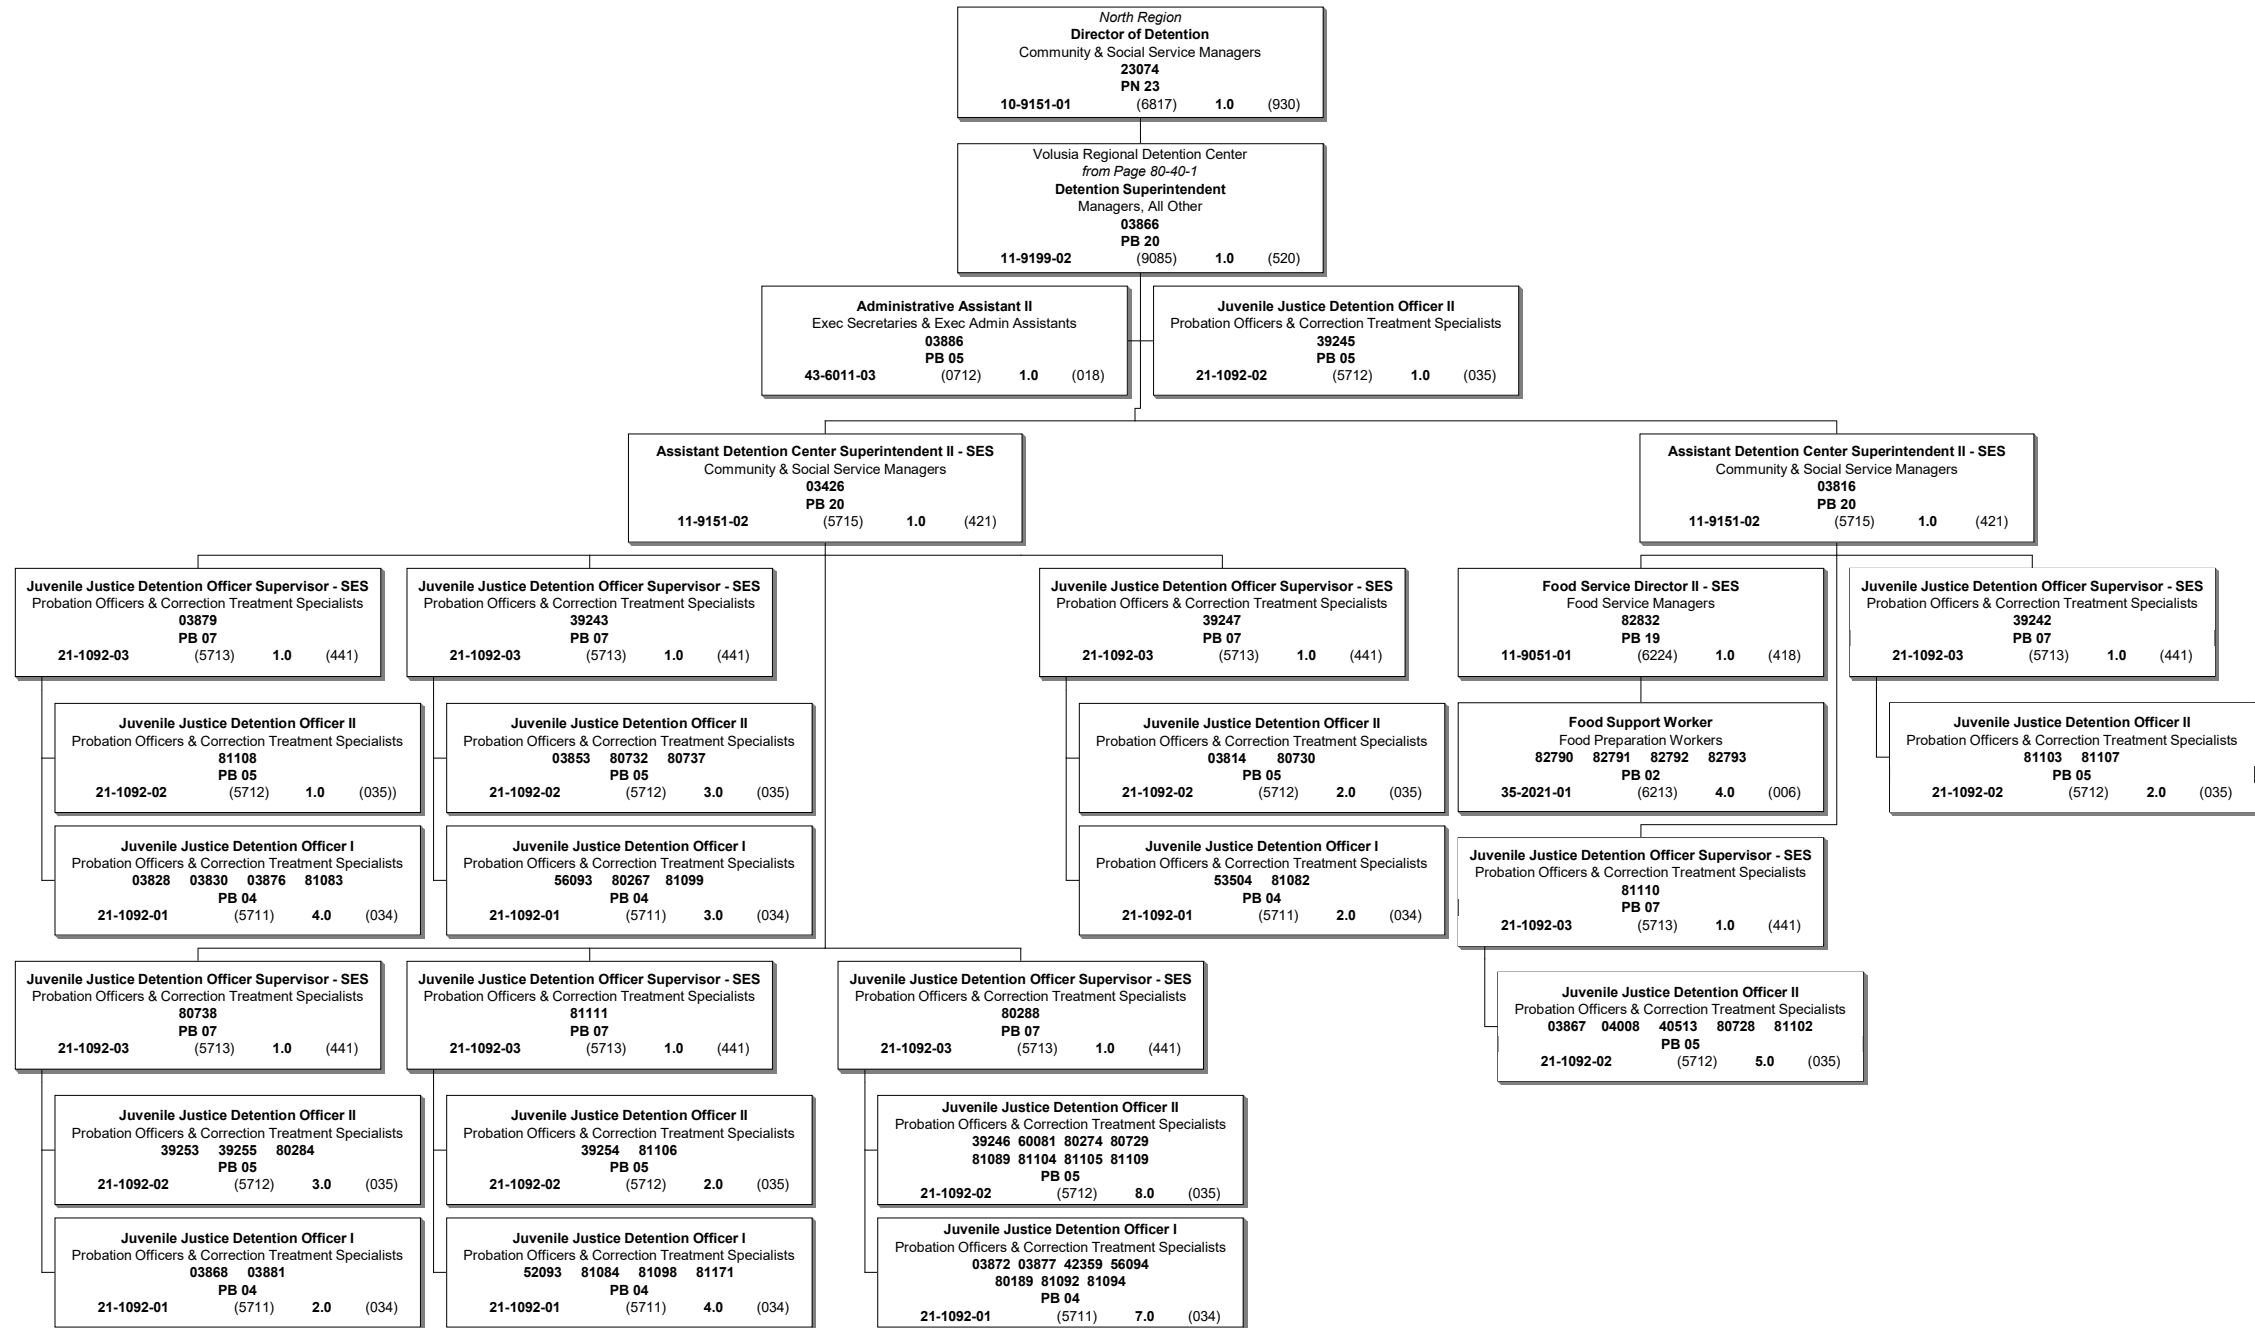 North Region
Director of Detention
Community & Social Service Managers
23074
PN 23
10-9151-01 (6817) 1.0 (930)
Volusia Regional Detention Center
from Page 80-40-1
Detention Superintendent
Managers, All Other
03866
PB 20
11-9199-02 (9085) 1.0 (520)
Administrative Assistant II
Exec Secretaries & Exec Admin Assistants
03886
PB 05
43-6011-03 (0712) 1.0 (018)
Juvenile Justice Detention Officer II
Probation Officers & Correction Treatment Specialists
39245
PB 05
21-1092-02 (5712) 1.0 (035)
Assistant Detention Center Superintendent II - SES
Community & Social Service Managers
03426
PB 20
11-9151-02 (5715) 1.0 (421)
Assistant Detention Center Superintendent II - SES
Community & Social Service Managers
03816
PB 20
11-9151-02 (5715) 1.0 (421)
Juvenile Justice Detention Officer Supervisor - SES
Probation Officers & Correction Treatment Specialists
03879
PB 07
21-1092-03 (5713) 1.0 (441)
Juvenile Justice Detention Officer Supervisor - SES
Probation Officers & Correction Treatment Specialists
39243
PB 07
21-1092-03 (5713) 1.0 (441)
Juvenile Justice Detention Officer Supervisor - SES
Probation Officers & Correction Treatment Specialists
39247
PB 07
21-1092-03 (5713) 1.0 (441)
Food Service Director II - SES
Food Service Managers
82832
PB 19
11-9051-01 (6224) 1.0 (418)
Juvenile Justice Detention Officer Supervisor - SES
Probation Officers & Correction Treatment Specialists
39242
PB 07
21-1092-03 (5713) 1.0 (441)
Juvenile Justice Detention Officer II
Probation Officers & Correction Treatment Specialists
81108
PB 05
21-1092-02 (5712) 1.0 (035))
Juvenile Justice Detention Officer II
Probation Officers & Correction Treatment Specialists
03853 80732 80737
PB 05
21-1092-02 (5712) 3.0 (035)
Juvenile Justice Detention Officer II
Probation Officers & Correction Treatment Specialists
03814 80730
PB 05
21-1092-02 (5712) 2.0 (035)
Food Support Worker
Food Preparation Workers
82790 82791 82792 82793
PB 02
35-2021-01 (6213) 4.0 (006)
Juvenile Justice Detention Officer II
Probation Officers & Correction Treatment Specialists
81103 81107
PB 05
21-1092-02 (5712) 2.0 (035)
Juvenile Justice Detention Officer I
Probation Officers & Correction Treatment Specialists
03828 03830 03876 81083
PB 04
21-1092-01 (5711) 4.0 (034)
Juvenile Justice Detention Officer I
Probation Officers & Correction Treatment Specialists
56093 80267 81099
PB 04
21-1092-01 (5711) 3.0 (034)
Juvenile Justice Detention Officer I
Probation Officers & Correction Treatment Specialists
53504 81082
PB 04
21-1092-01 (5711) 2.0 (034)
Juvenile Justice Detention Officer Supervisor - SES
Probation Officers & Correction Treatment Specialists
81110
PB 07
21-1092-03 (5713) 1.0 (441)
Juvenile Justice Detention Officer Supervisor - SES
Probation Officers & Correction Treatment Specialists
80738
PB 07
21-1092-03 (5713) 1.0 (441)
Juvenile Justice Detention Officer Supervisor - SES
Probation Officers & Correction Treatment Specialists
81111
PB 07
21-1092-03 (5713) 1.0 (441)
Juvenile Justice Detention Officer Supervisor - SES
Probation Officers & Correction Treatment Specialists
80288
PB 07
21-1092-03 (5713) 1.0 (441)
Juvenile Justice Detention Officer II
Probation Officers & Correction Treatment Specialists
03867 04008 40513 80728 81102
PB 05
21-1092-02 (5712) 5.0 (035)
Juvenile Justice Detention Officer II
Probation Officers & Correction Treatment Specialists
39253 39255 80284
PB 05
21-1092-02 (5712) 3.0 (035)
Juvenile Justice Detention Officer II
Probation Officers & Correction Treatment Specialists
39254 81106
PB 05
21-1092-02 (5712) 2.0 (035)
Juvenile Justice Detention Officer II
Probation Officers & Correction Treatment Specialists
39246 60081 80274 80729
81089 81104 81105 81109
PB 05
21-1092-02 (5712) 8.0 (035)
Juvenile Justice Detention Officer I
Probation Officers & Correction Treatment Specialists
03868 03881
PB 04
21-1092-01 (5711) 2.0 (034)
Juvenile Justice Detention Officer I
Probation Officers & Correction Treatment Specialists
52093 81084 81098 81171
PB 04
21-1092-01 (5711) 4.0 (034)
Juvenile Justice Detention Officer I
Probation Officers & Correction Treatment Specialists
03872 03877 42359 56094
80189 81092 81094
PB 04
21-1092-01 (5711) 7.0 (034)